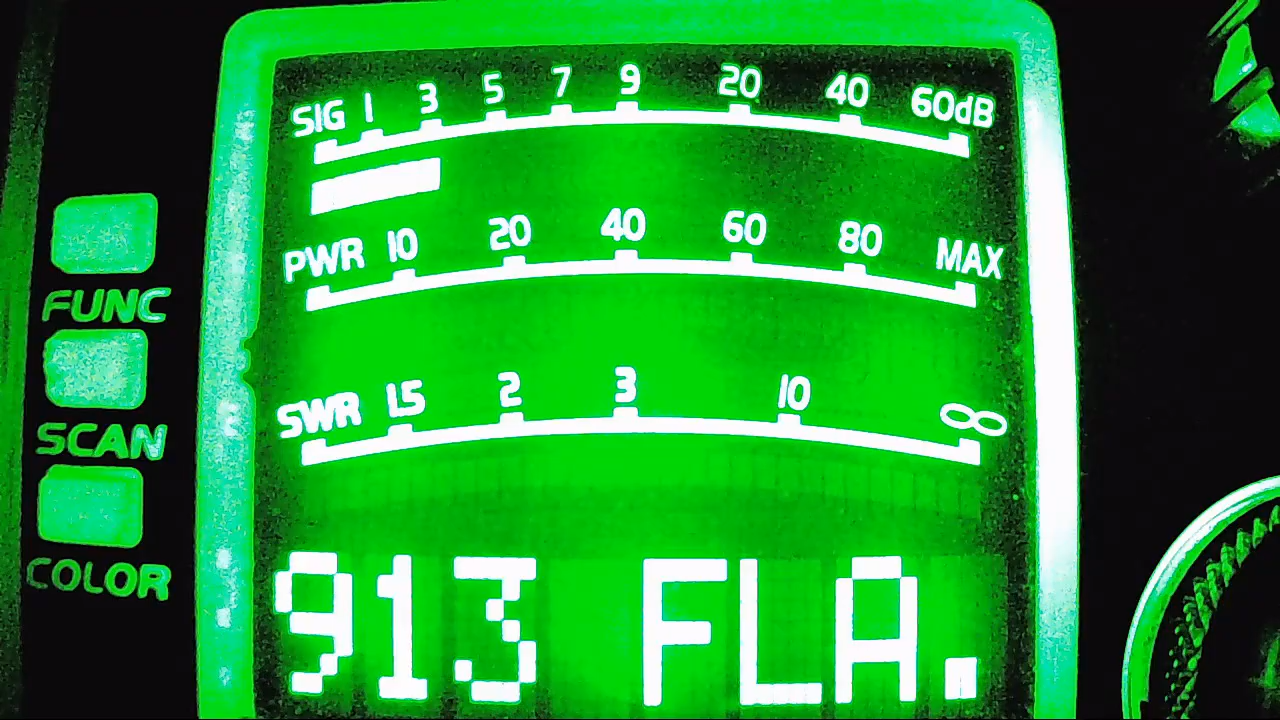 SIG 1 3 5 7 9 20 40 60dB
PWR 10 20 40 60 80 MAX
FUNC
SWR 1.5 2 3 10 ∞
SCAN
COLOR
913 FLA.